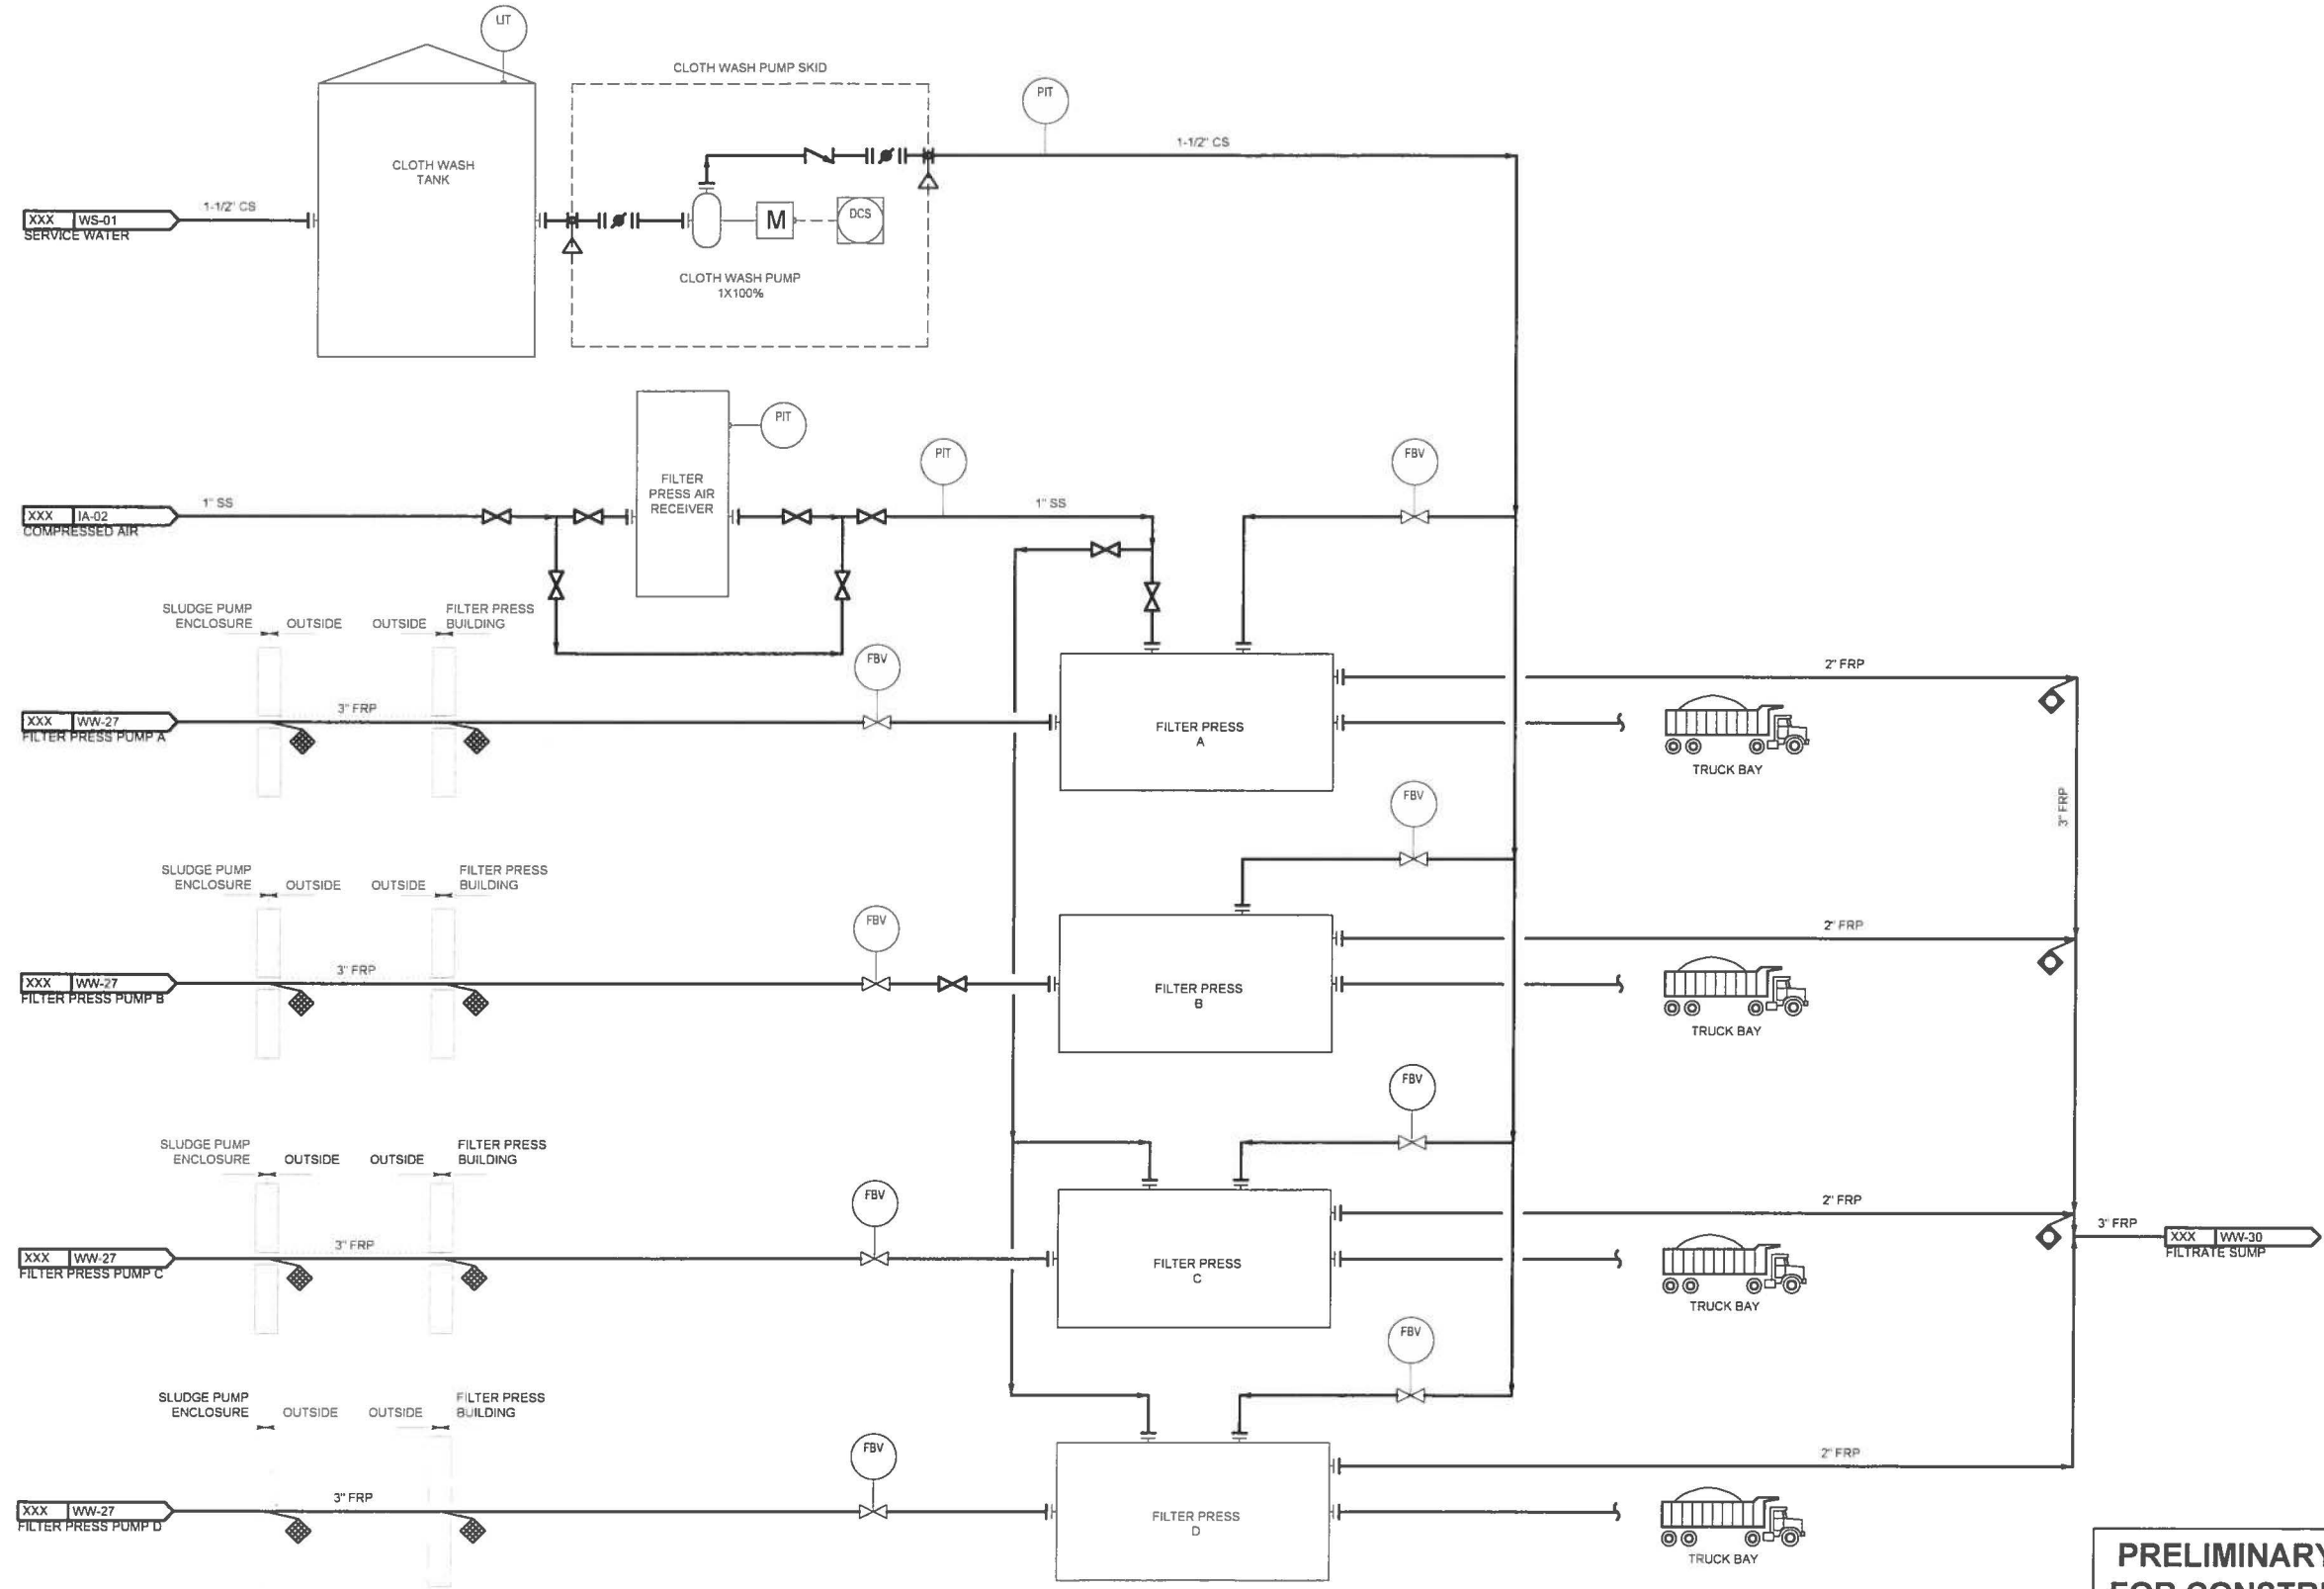 LIT
CLOTH WASH PUMP SKID
PIT
1-1/2" CS
CLOTH WASH
TANK
1-1/2" CS
XXX WS-01
SERVICE WATER
M
DCS
CLOTH WASH PUMP
1X100%
PIT
PIT
FBV
FILTER
PRESS AIR
RECEIVER
1" SS
1" SS
XXX IA-02
COMPRESSED AIR
SLUDGE PUMP
ENCLOSURE
OUTSIDE
OUTSIDE
FILTER PRESS
BUILDING
FBV
2" FRP
3" FRP
XXX WW-27
FILTER PRESS PUMP A
FILTER PRESS
A
TRUCK BAY
FBV
3" FRP
SLUDGE PUMP
ENCLOSURE
OUTSIDE
OUTSIDE
FILTER PRESS
BUILDING
FBV
2" FRP
3" FRP
XXX WW-27
FILTER PRESS PUMP B
FILTER PRESS
B
TRUCK BAY
FBV
SLUDGE PUMP
ENCLOSURE
OUTSIDE
OUTSIDE
FILTER PRESS
BUILDING
FBV
2" FRP
3" FRP
XXX WW-27
FILTER PRESS PUMP C
FILTER PRESS
C
TRUCK BAY
3" FRP
XXX WW-30
FILTRATE SUMP
FBV
SLUDGE PUMP
ENCLOSURE
OUTSIDE
OUTSIDE
FILTER PRESS
BUILDING
FBV
2" FRP
3" FRP
XXX WW-27
FILTER PRESS PUMP D
FILTER PRESS
D
TRUCK BAY
PRELIMINARY
FOR CONSTR